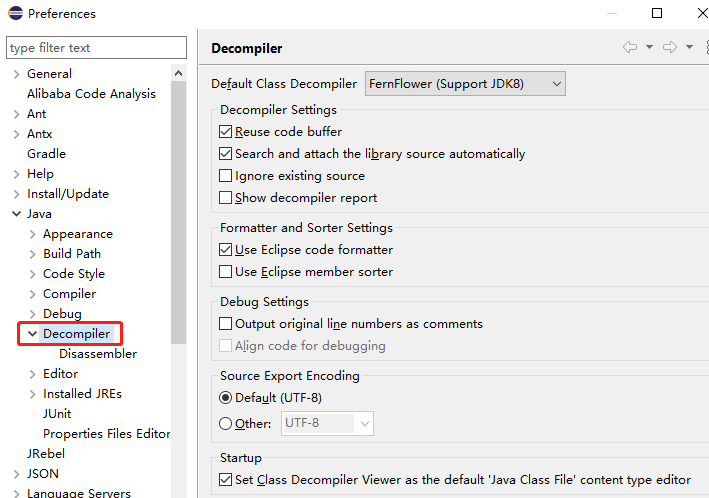 Preferences
type filter text
General
Alibaba Code Analysis
Ant
Antx
Gradle
Help
Install/Update
Java
Appearance
Build Path
Code Style
Compiler
Debug
Decompiler
Disassembler
Editor
Installed JREs
JUnit
Properties Files Editor
JRebel
JSON
Language Servers
Decompiler
Default Class Decompiler FernFlower (Support JDK8)
Decompiler Settings
Reuse code buffer
Search and attach the library source automatically
Ignore existing source
Show decompiler report
Formatter and Sorter Settings
Use Eclipse code formatter
Use Eclipse member sorter
Debug Settings
Output original line numbers as comments
Align code for debugging
Source Export Encoding
Default (UTF-8)
Other: UTF-8
Startup
Set Class Decompiler Viewer as the default 'Java Class File' content type editor